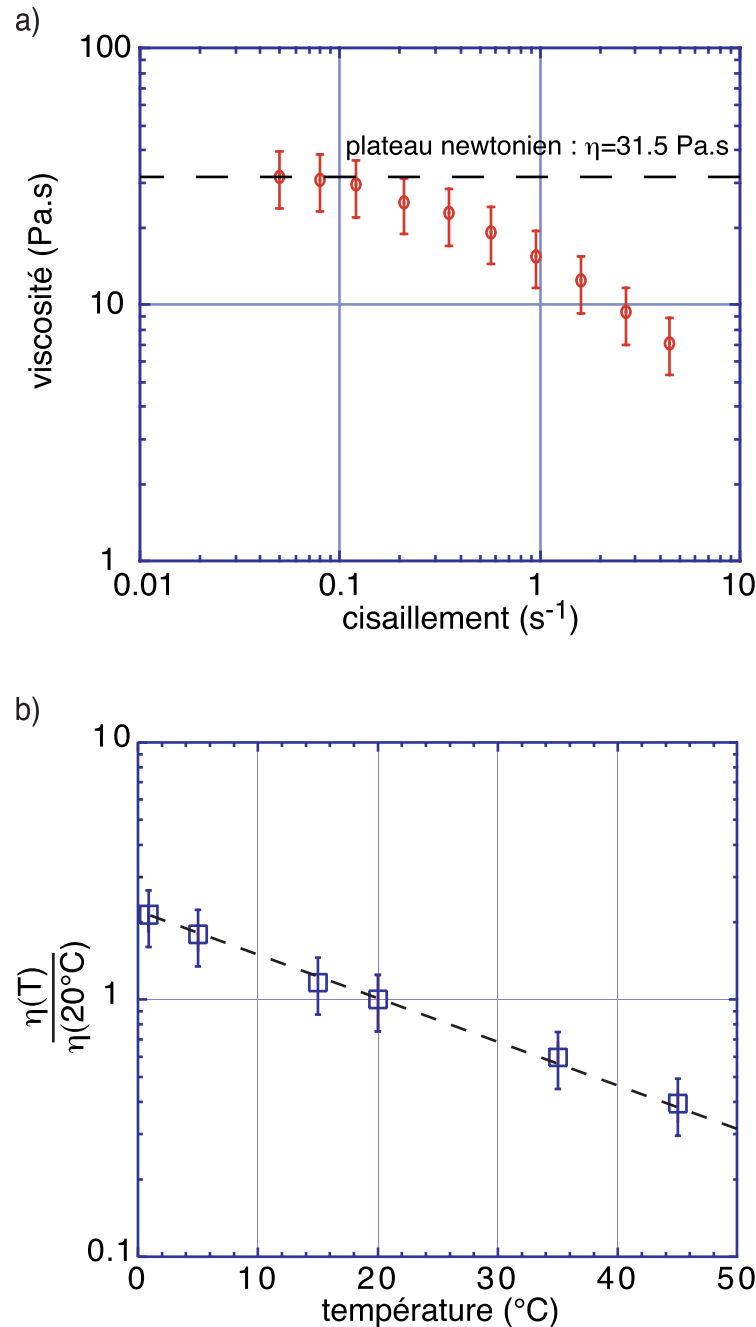 a)
100
plateau newtonien : η=31.5 Pa.s
viscosité (Pa.s)
10
1
0.01 0.1 1 10
cisaillement (s-1)
b)
10
η(T)
η(20°C)
1
0.1
0 10 20 30 40 50
température (°C)